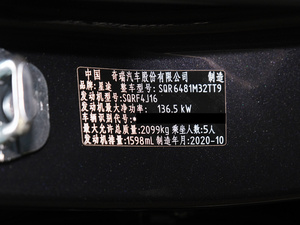 中国 奇瑞汽车股份有限公司 制造
品牌:星途 整车型号:SQR6481M32TT9
发动机型号:SQRF4J16
发动机最大净功率 136.5 kW
车辆识别代号:
最大允许总质量:2099kg 乘坐人数:5人
发动机排量:1598mL 制造年月:2020-10